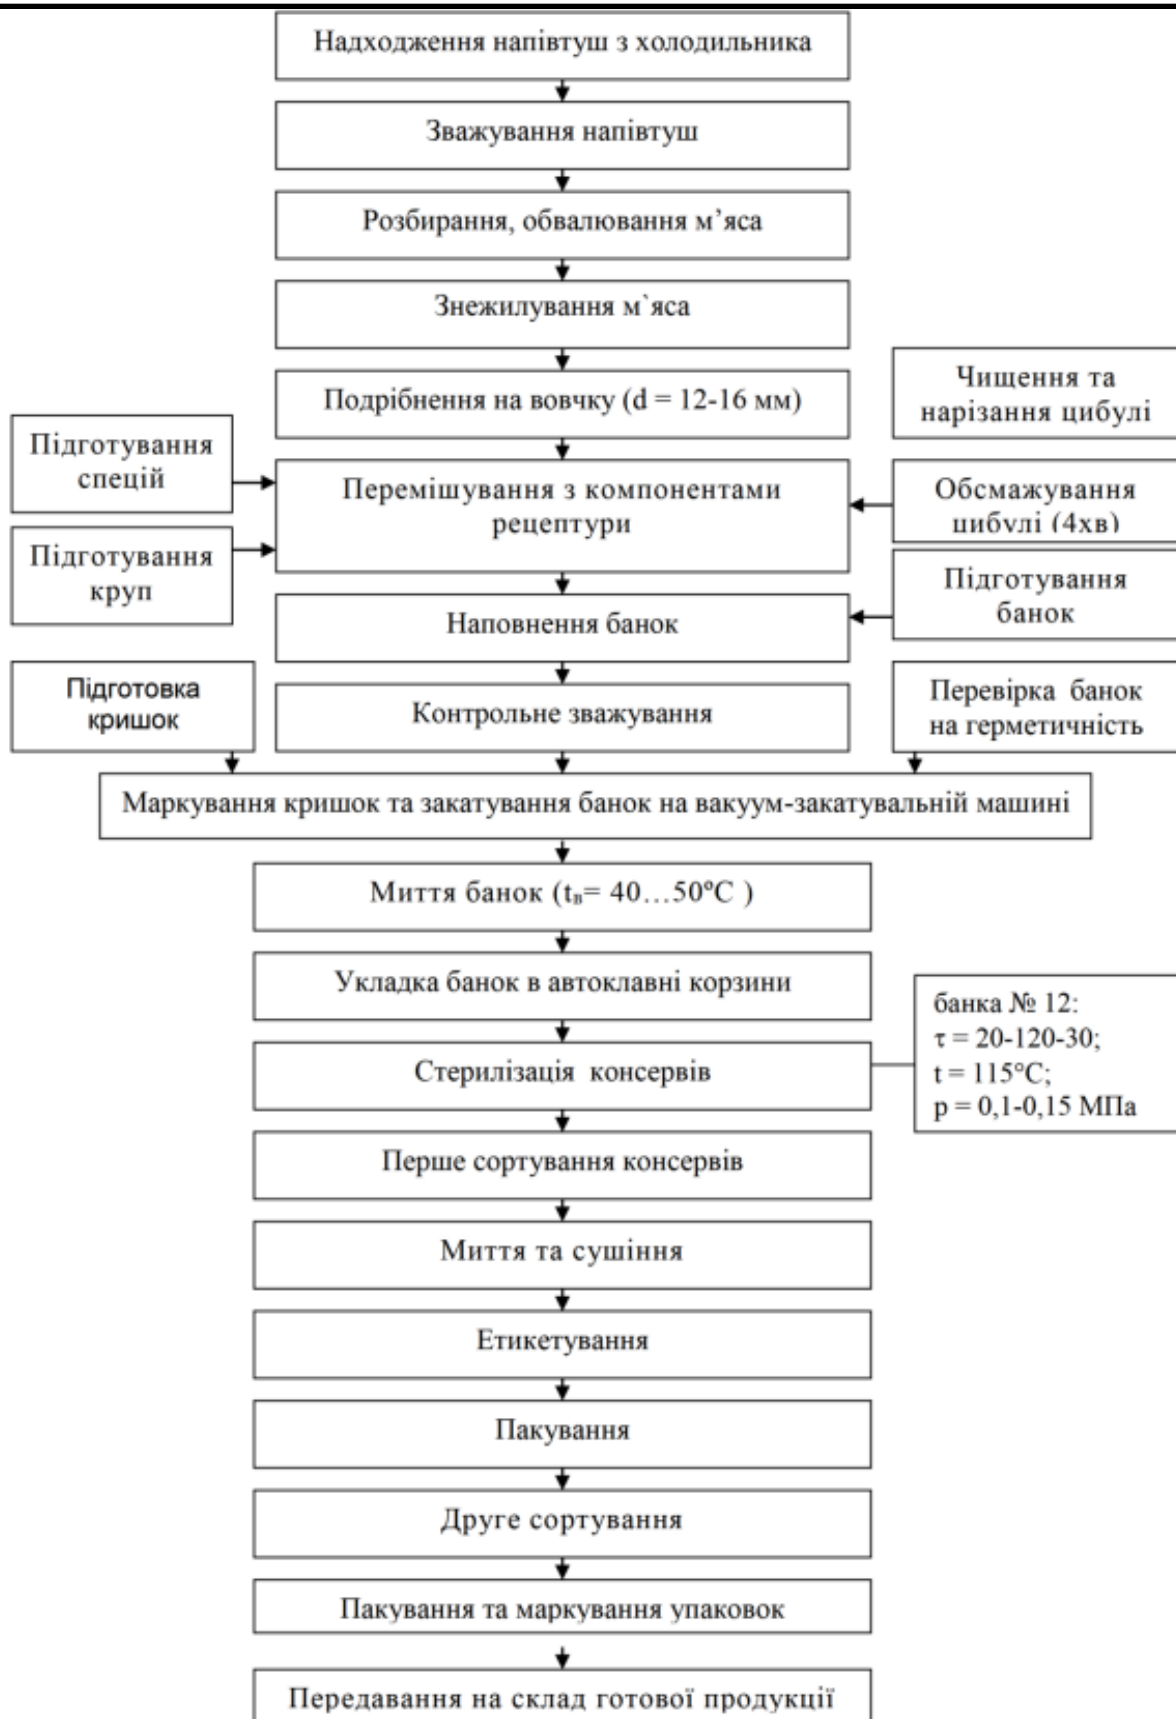 Надходження напівтуш з холодильника
Зважування напівтуш
Розбирання, обвалювання м’яса
Знежилування м`яса
Подрібнення на вовчку (d = 12-16 мм)
Чищення та
нарізання цибулі
Підготування
спецій
Перемішування з компонентами
рецептури
Обсмажування
цибулі (4хв)
Підготування
круп
Підготування
банок
Наповнення банок
Підготовка
кришок
Контрольне зважування
Перевірка банок
на герметичність
Маркування кришок та закатування банок на вакуум-закатувальній машині
Миття банок (tв= 40…50ºС )
Укладка банок в автоклавні корзини
банка № 12:
τ = 20-120-30;
t = 115°С;
р = 0,1-0,15 МПа
Стерилізація консервів
Перше сортування консервів
Миття та сушіння
Етикетування
Пакування
Друге сортування
Пакування та маркування упаковок
Передавання на склад готової продукції